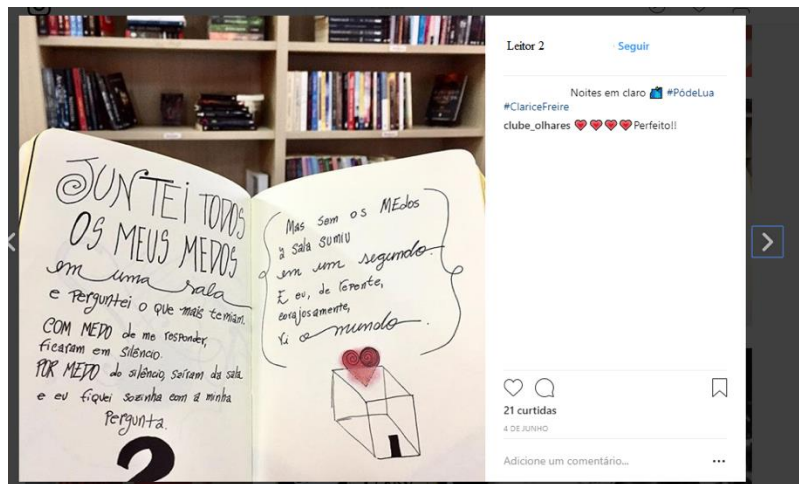 JUNTEI TODOS
OS MEUS MEDOS
em uma sala
e perguntei o que mais temiam.
COM MEDO de me responder,
ficaram em silêncio.
POR MEDO do silêncio, saíram da sala
e eu fiquei sozinha com a minha
pergunta.
?
Mas sem os MEdos
a sala sumiu
em um segundo.
E eu, de repente,
corajosamente,
vi o mundo.
Leitor 2
Seguir
Noites em claro #PódeLua
#ClariceFreire
clube_olhares Perfeito!!
21 curtidas
4 DE JUNHO
Adicione um comentário...